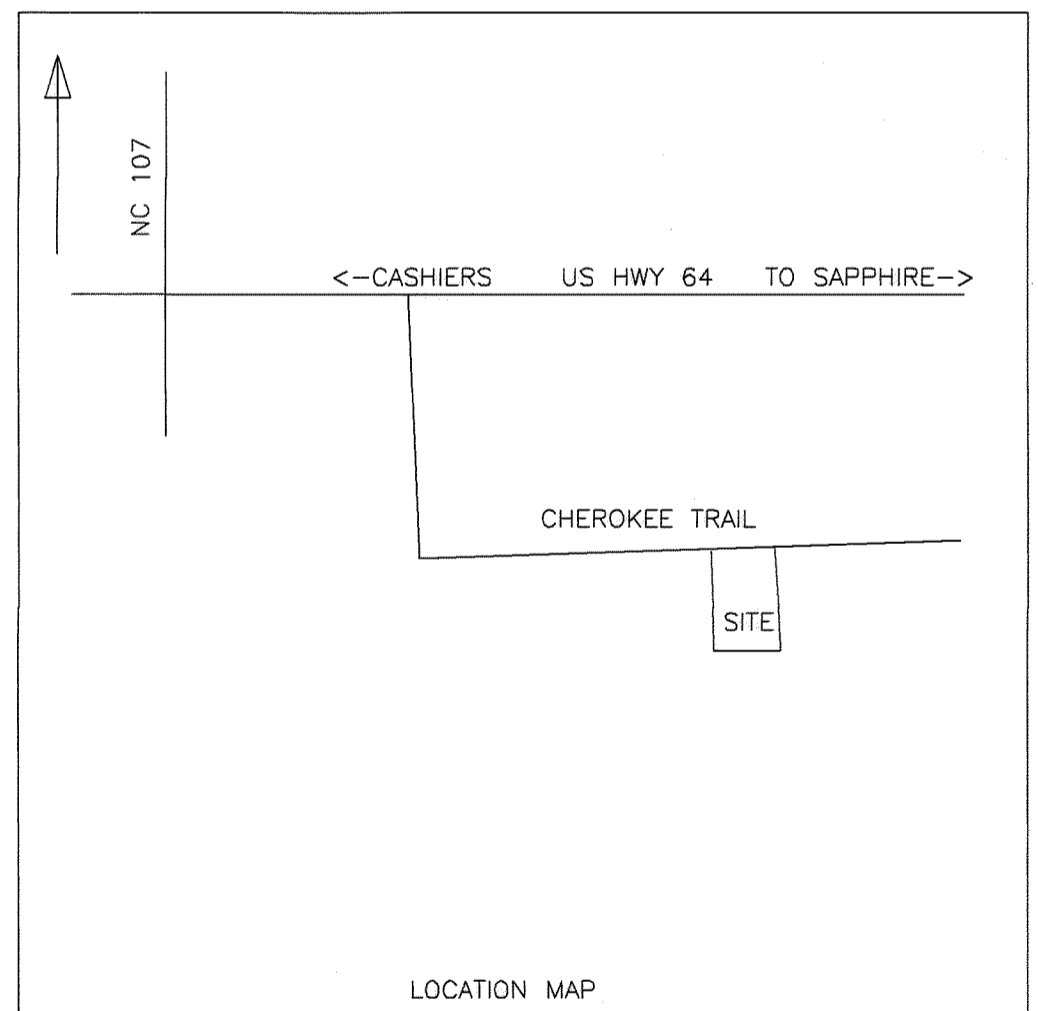 NC 107
<-CASHIERS US HWY 64 TO SAPPHIRE->
CHEROKEE TRAIL
SITE
LOCATION MAP